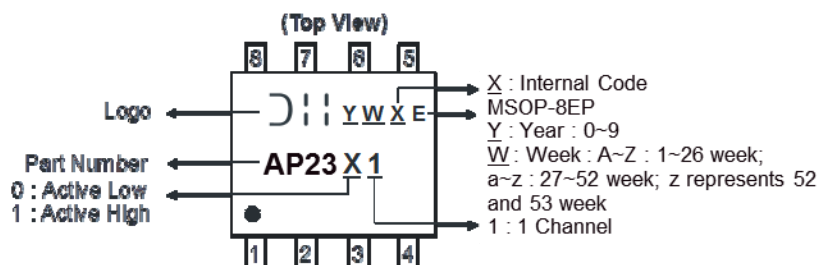 (Top View)
8 7 6 5
Logo
Y W X E
X : Internal Code
MSOP-8EP
Y : Year : 0~9
W : Week : A~Z : 1~26 week;
a~z : 27~52 week; z represents 52
and 53 week
1 : 1 Channel
Part Number
AP23 X 1
0 : Active Low
1 : Active High
1 2 3 4